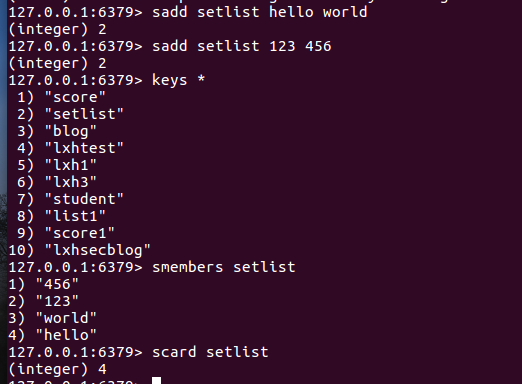 127.0.0.1:6379> sadd setlist hello world
(integer) 2
127.0.0.1:6379> sadd setlist 123 456
(integer) 2
127.0.0.1:6379> keys *
 1) "score"
 2) "setlist"
 3) "blog"
 4) "lxhtest"
 5) "lxh1"
 6) "lxh3"
 7) "student"
 8) "list1"
 9) "score1"
10) "lxhsecblog"
127.0.0.1:6379> smembers setlist
1) "456"
2) "123"
3) "world"
4) "hello"
127.0.0.1:6379> scard setlist
(integer) 4
127.0.0.1:6379>